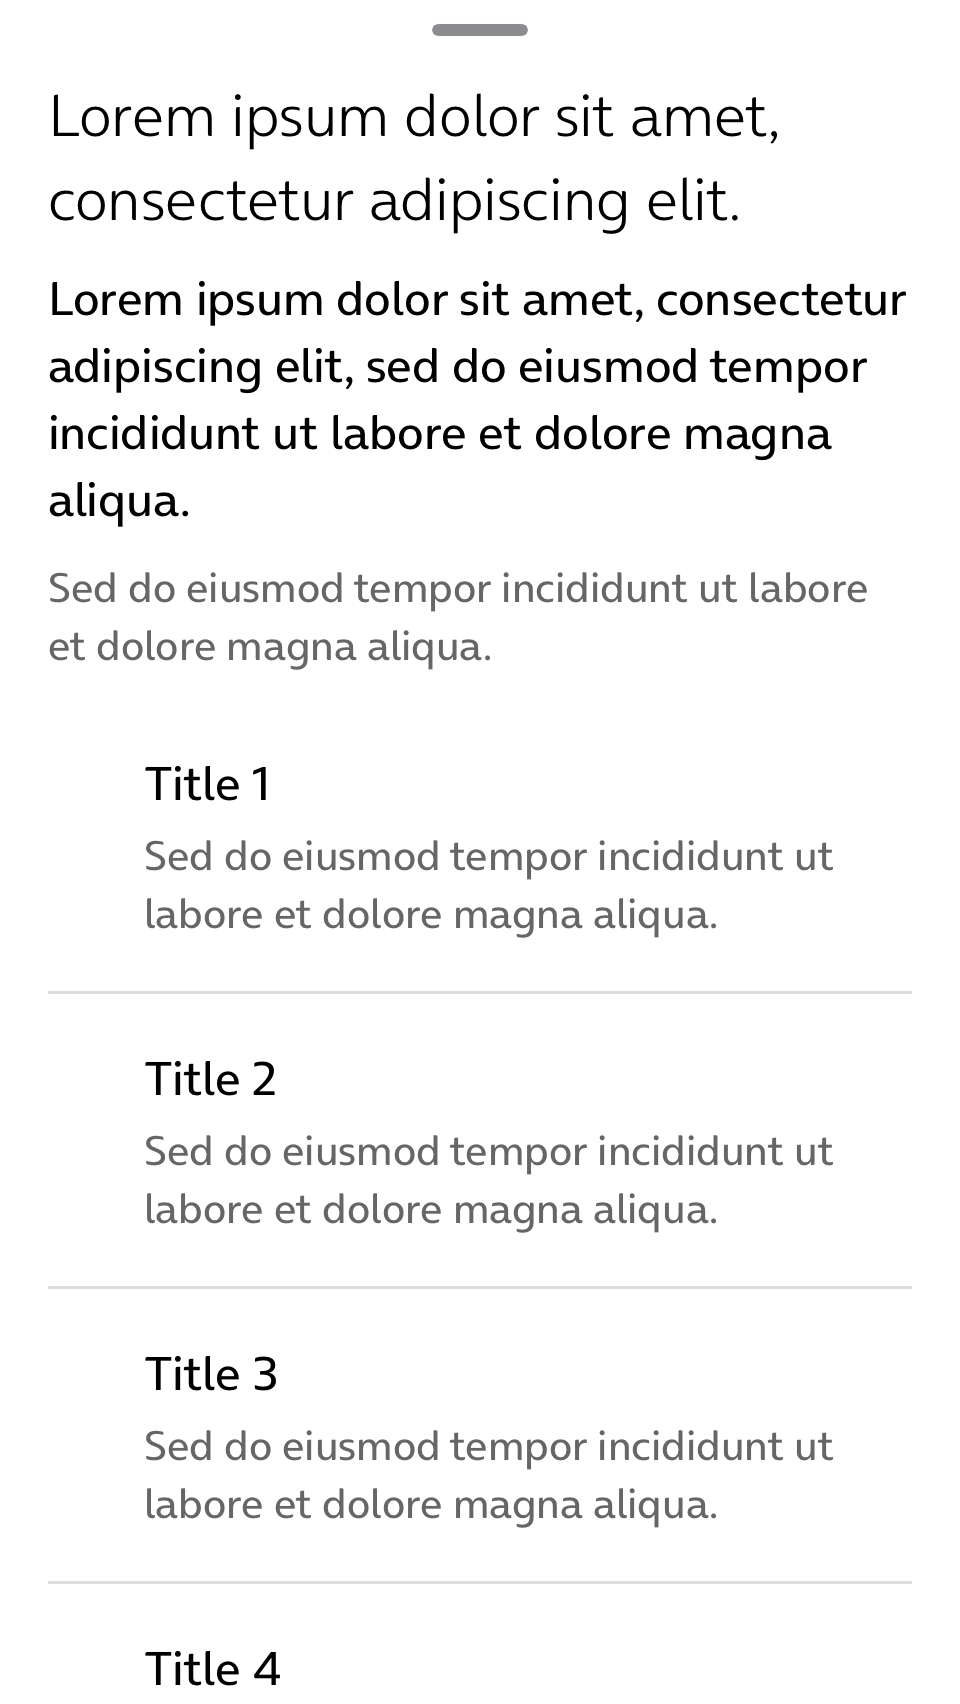 Lorem ipsum dolor sit amet,
consectetur adipiscing elit.
Lorem ipsum dolor sit amet, consectetur
adipiscing elit, sed do eiusmod tempor
incididunt ut labore et dolore magna
aliqua.
Sed do eiusmod tempor incididunt ut labore
et dolore magna aliqua.
Title 1
Sed do eiusmod tempor incididunt ut
labore et dolore magna aliqua.
Title 2
Sed do eiusmod tempor incididunt ut
labore et dolore magna aliqua.
Title 3
Sed do eiusmod tempor incididunt ut
labore et dolore magna aliqua.
Title 4